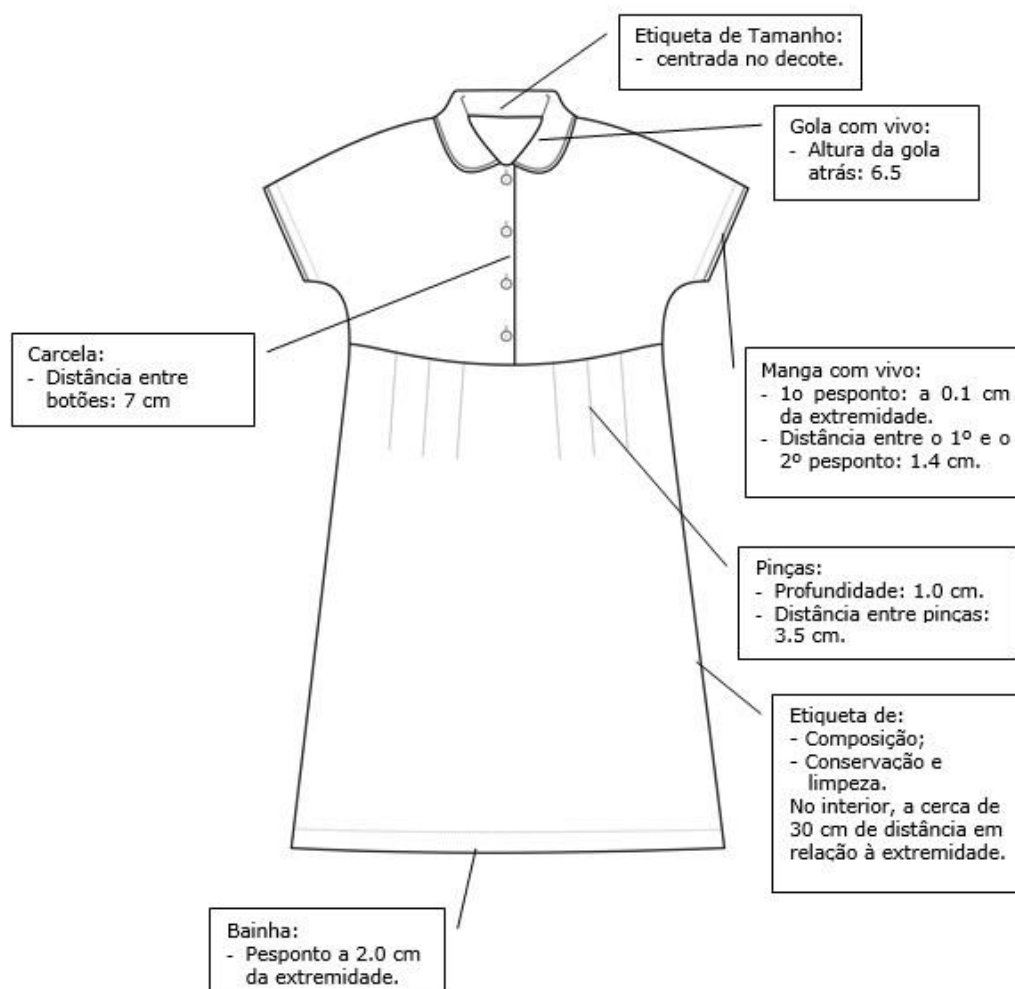 Etiqueta de Tamanho:
- centrada no decote.
Gola com vivo:
- Altura da gola
atrás: 6.5
Carcela:
- Distância entre
botões: 7 cm
Manga com vivo:
- 1o pesponto: a 0.1 cm
da extremidade.
- Distância entre o 1º e o
2º pesponto: 1.4 cm.
Pinças:
- Profundidade: 1.0 cm.
- Distância entre pinças:
3.5 cm.
Etiqueta de:
- Composição;
- Conservação e
limpeza.
No interior, a cerca de
30 cm de distância em
relação à extremidade.
Bainha:
- Pesponto a 2.0 cm
da extremidade.